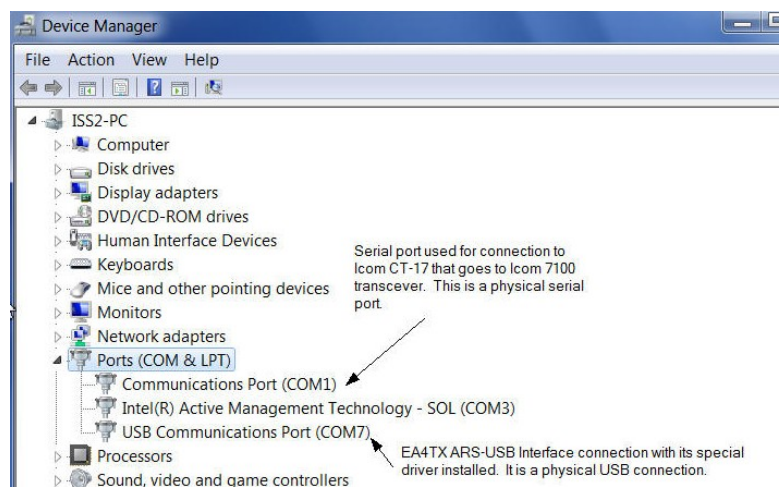 Device Manager
File Action View Help
ISS2-PC
Computer
Disk drives
Display adapters
DVD/CD-ROM drives
Human Interface Devices
Keyboards
Mice and other pointing devices
Monitors
Network adapters
Ports (COM & LPT)
Communications Port (COM1)
Intel(R) Active Management Technology - SOL (COM3)
USB Communications Port (COM7)
Processors
Sound, video and game controllers
Serial port used for connection to
Icom CT-17 that goes to Icom 7100
transcever. This is a physical serial
port.
EA4TX ARS-USB Interface connection with its special
driver installed. It is a physical USB connection.